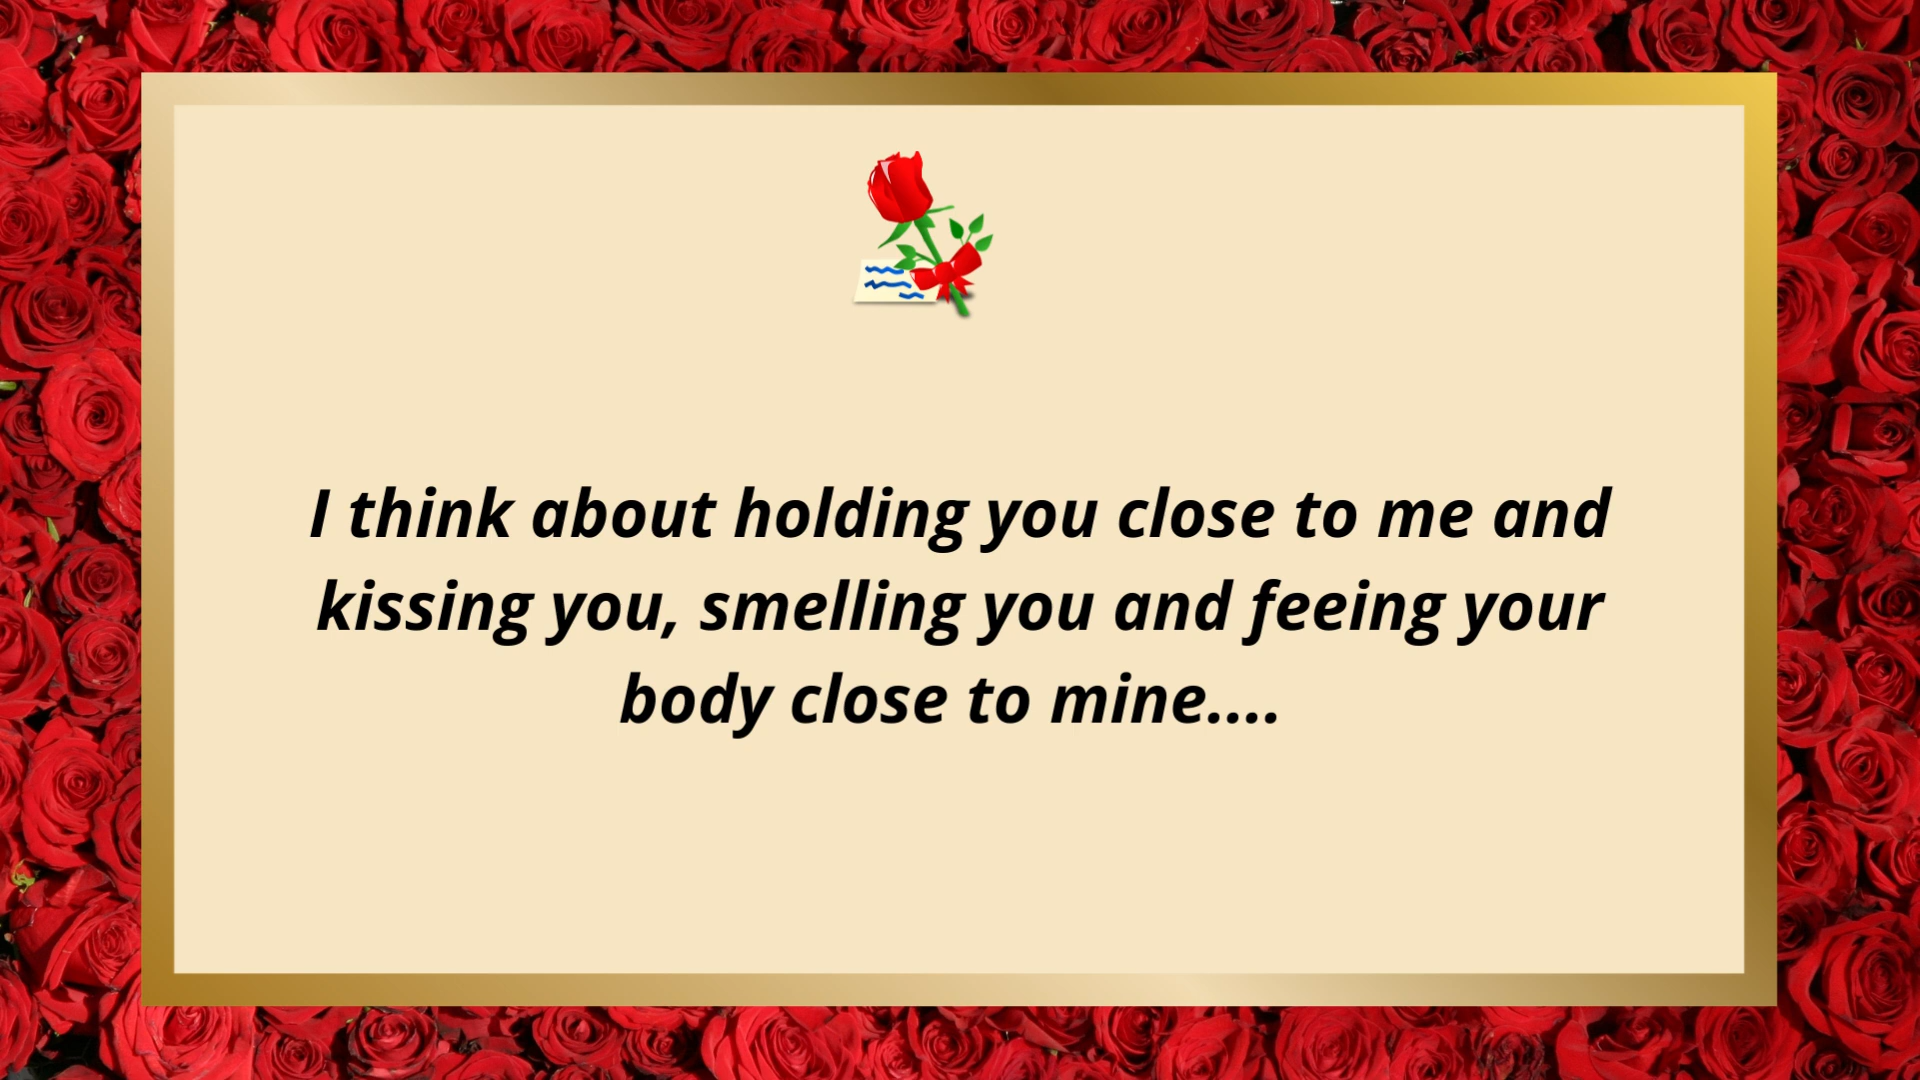 I think about holding you close to me and
kissing you, smelling you and feeing your
body close to mine....